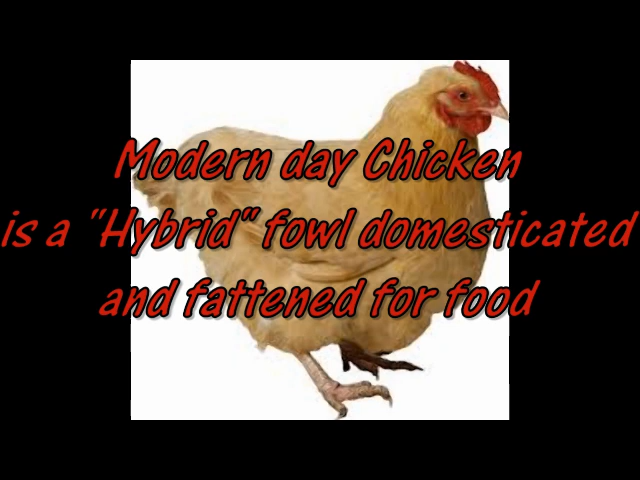 Modern day Chicken
is a "Hybrid" fowl domesticated
and fattened for food